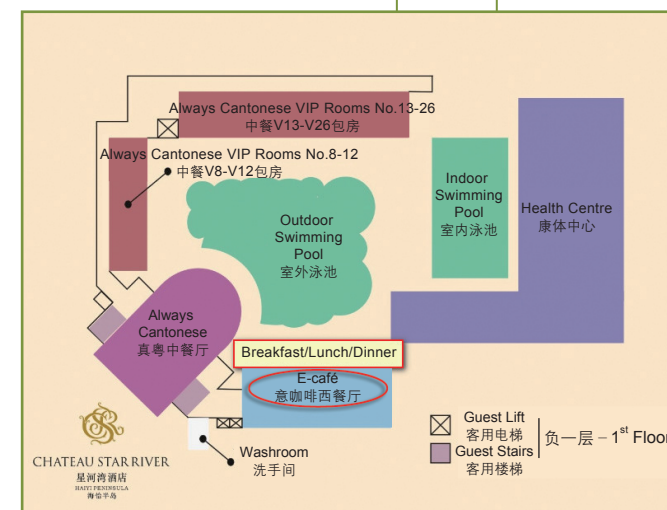 Always Cantonese VIP Rooms No.13-26
中餐V13-V26包房
Always Cantonese VIP Rooms No.8-12
中餐V8-V12包房
Outdoor
Swimming
Pool
室外泳池
Indoor
Swimming
Pool
室内泳池
Health Centre
康体中心
Always
Cantonese
真粤中餐厅
Breakfast/Lunch/Dinner
E-café
意咖啡西餐厅
Washroom
洗手间
Guest Lift
客用电梯
Guest Stairs
客用楼梯
负一层 – 1st Floor
CHATEAU STAR RIVER
星河湾酒店
HAIYI PENINSULA
海怡半岛